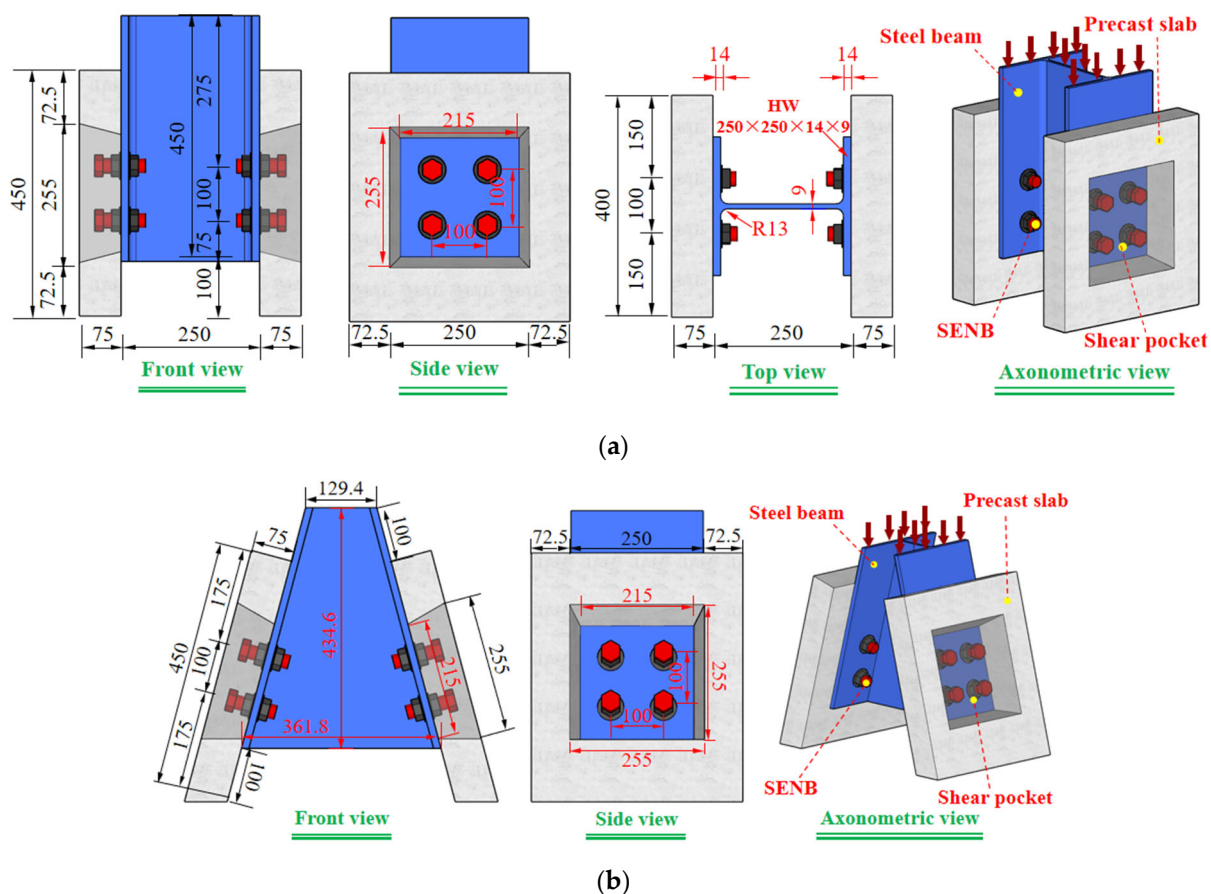 450
72.5
255
72.5
450
275
100
75
100
75
250
75
Front view
215
255
100
100
72.5
250
72.5
Side view
14
14
HW
250×250×14×9
400
150
100
150
9
R13
75
250
75
Top view
Steel beam
Precast slab
SENB
Shear pocket
Axonometric view
(a)
129.4
100
75
450
175
100
175
434.6
215
255
361.8
100
Front view
72.5
250
72.5
215
100
255
100
255
Side view
Steel beam
Precast slab
SENB
Shear pocket
Axonometric view
(b)